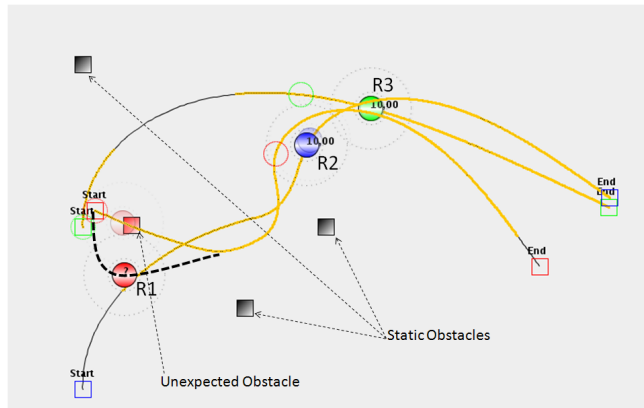 R3
10,00
10,00
R2
End
End
Start
Start
End
?
R1
Static Obstacles
Start
Unexpected Obstacle